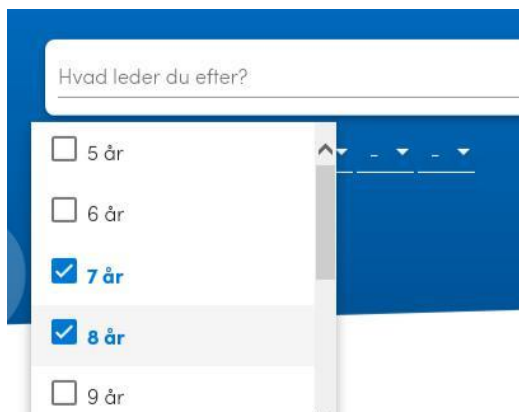 Hvad leder du efter?
5 år
6 år
7 år
8 år
9 år